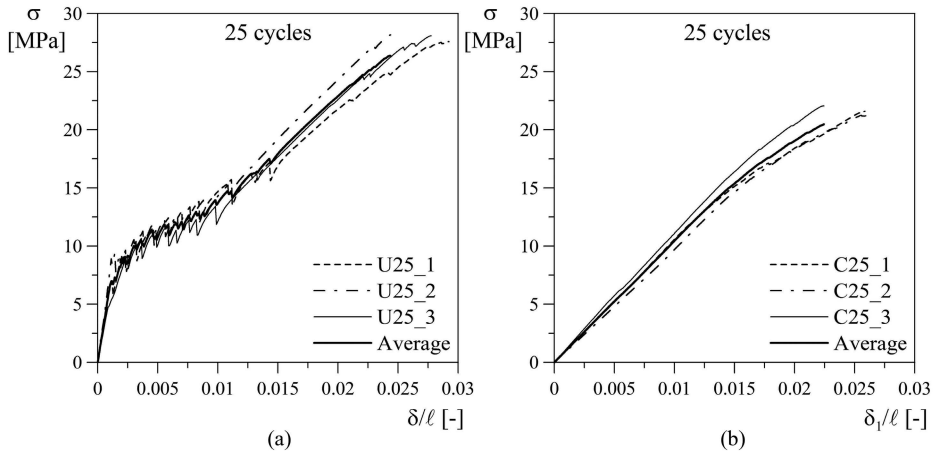 σ
[MPa]
30
25
20
15
10
5
0
25 cycles
U25_1
U25_2
U25_3
Average
0
0.005
0.01
0.015
0.02
0.025
0.03
δ/ℓ [-]
(a)
σ
[MPa]
30
25
20
15
10
5
0
25 cycles
C25_1
C25_2
C25_3
Average
0
0.005
0.01
0.015
0.02
0.025
0.03
δ₁/ℓ [-]
(b)